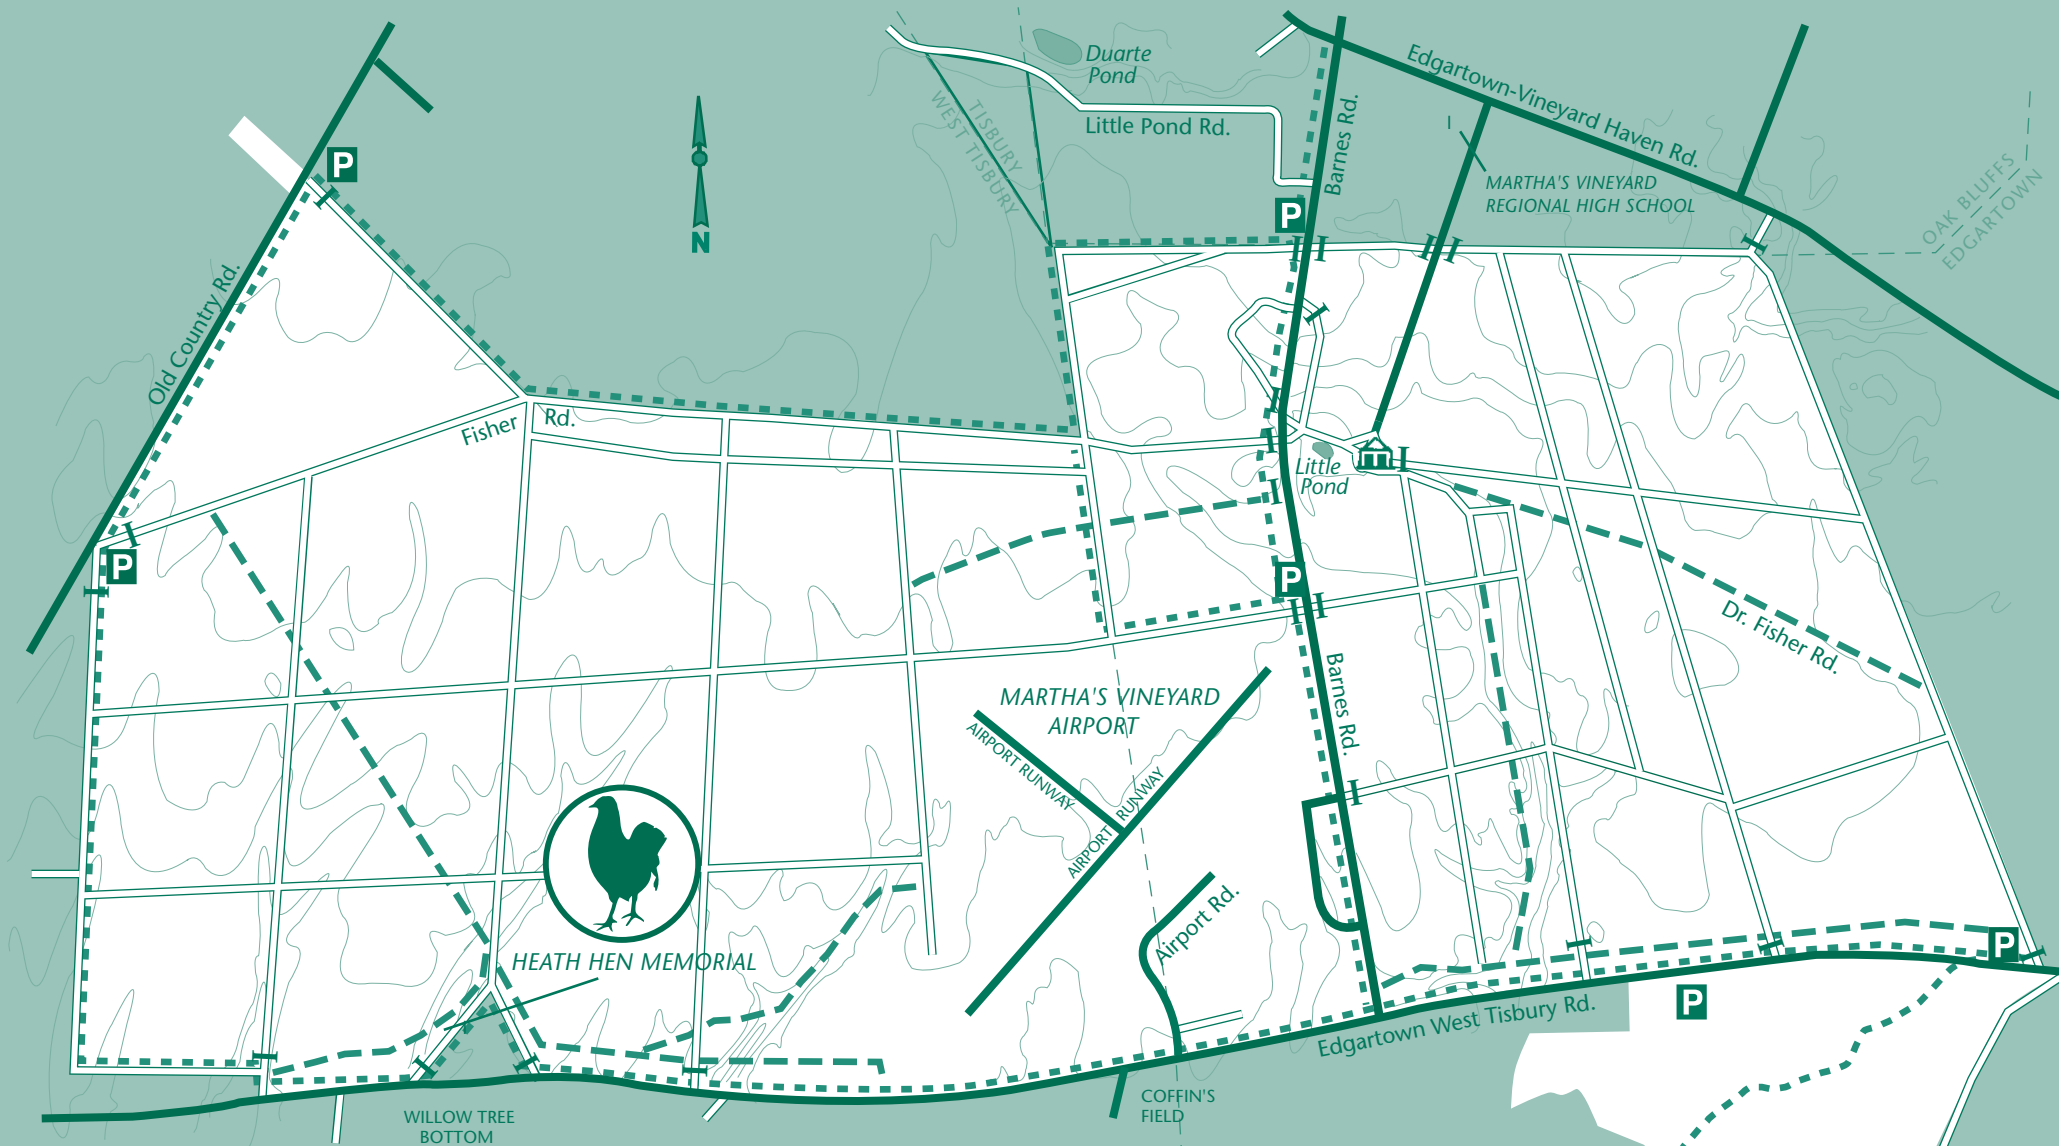 Duarte
Pond
Edgartown-Vineyard Haven Rd.
Little Pond Rd.
Barnes Rd.
TISBURY
WEST TISBURY
P
MARTHA'S VINEYARD
REGIONAL HIGH SCHOOL
OAK BLUFFS
EDGARTOWN
P
N
Old Country Rd.
Fisher Rd.
Little
Pond
P
P
Dr. Fisher Rd.
Barnes Rd.
MARTHA'S VINEYARD
AIRPORT
AIRPORT RUNWAY
AIRPORT RUNWAY
Airport Rd.
HEATH HEN MEMORIAL
P
P
Edgartown West Tisbury Rd.
COFFIN'S
FIELD
WILLOW TREE
BOTTOM